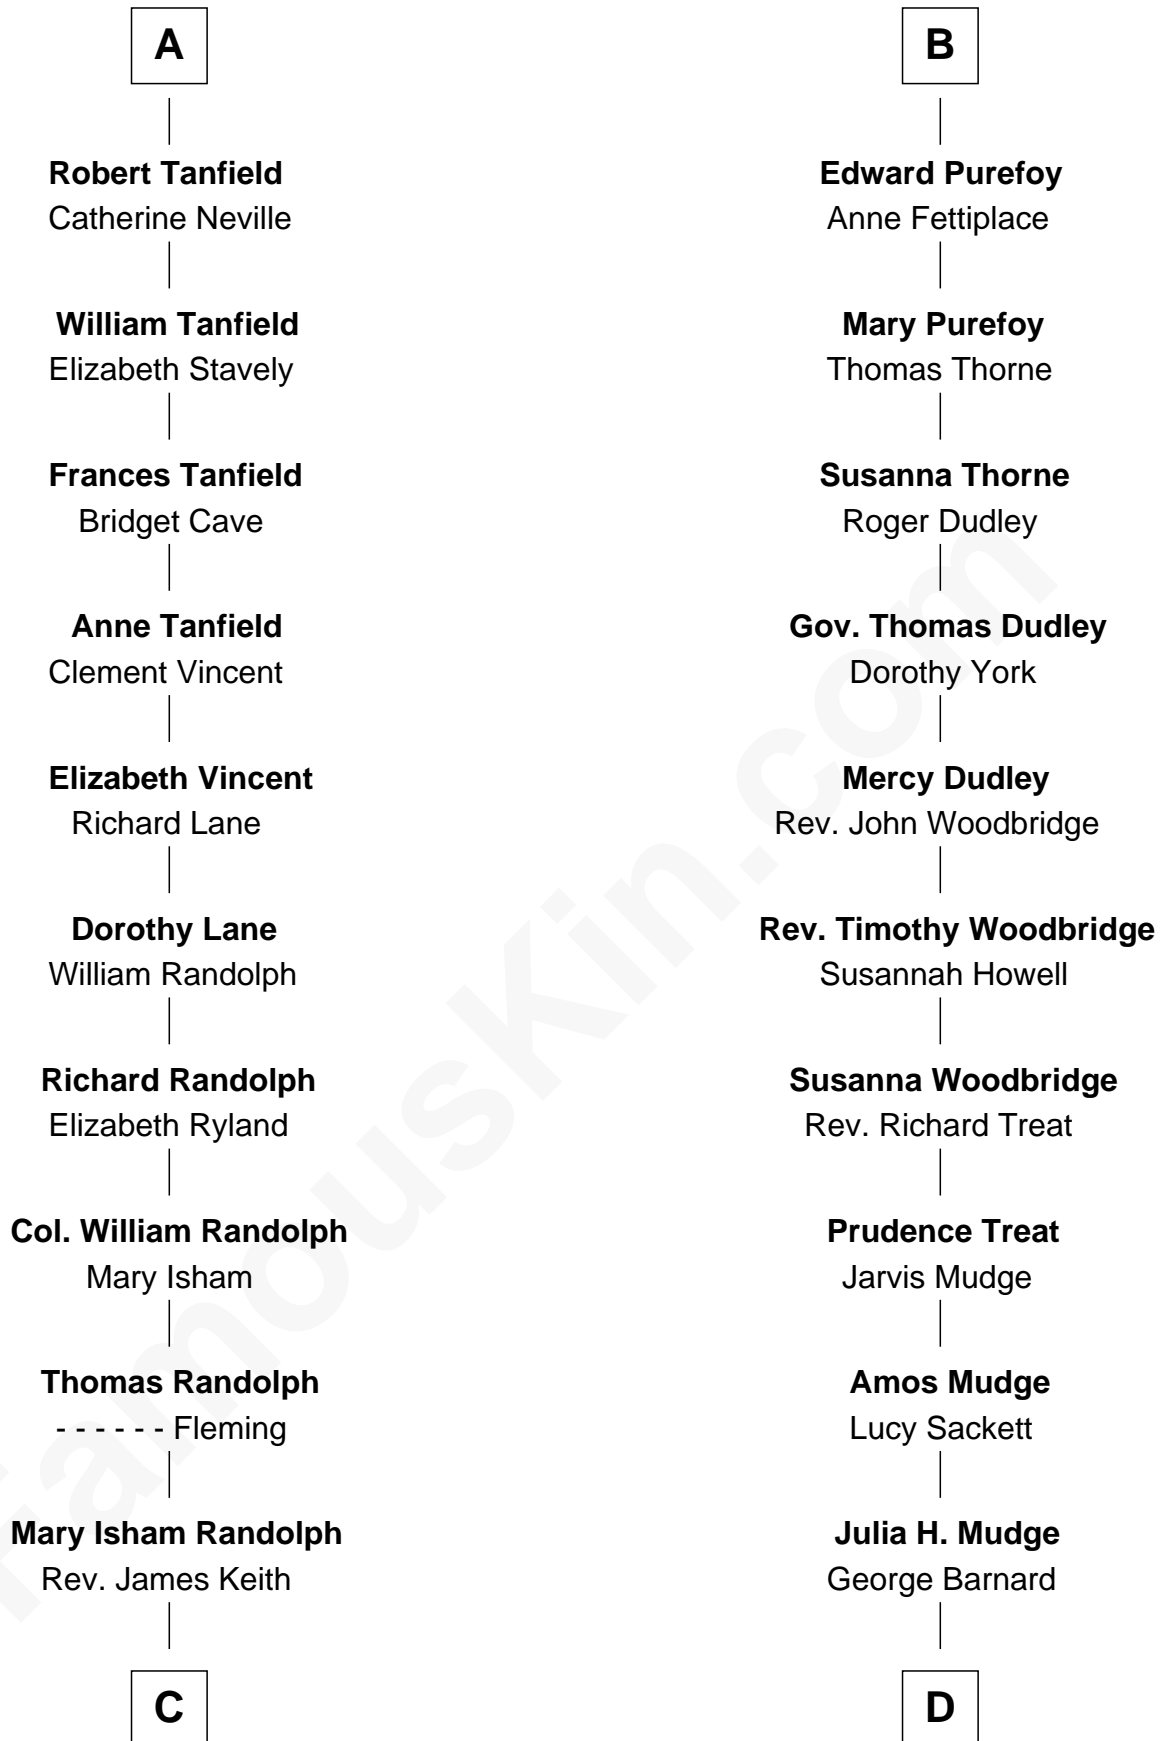 A
Robert Tanfield
Catherine Neville
William Tanfield
Elizabeth Stavely
Frances Tanfield
Bridget Cave
Anne Tanfield
Clement Vincent
Elizabeth Vincent
Richard Lane
Dorothy Lane
William Randolph
Richard Randolph
Elizabeth Ryland
Col. William Randolph
Mary Isham
Thomas Randolph
- - - - - - Fleming
Mary Isham Randolph
Rev. James Keith
C
B
Edward Purefoy
Anne Fettiplace
Mary Purefoy
Thomas Thorne
Susanna Thorne
Roger Dudley
Gov. Thomas Dudley
Dorothy York
Mercy Dudley
Rev. John Woodbridge
Rev. Timothy Woodbridge
Susannah Howell
Susanna Woodbridge
Rev. Richard Treat
Prudence Treat
Jarvis Mudge
Amos Mudge
Lucy Sackett
Julia H. Mudge
George Barnard
D
FamousKin.com